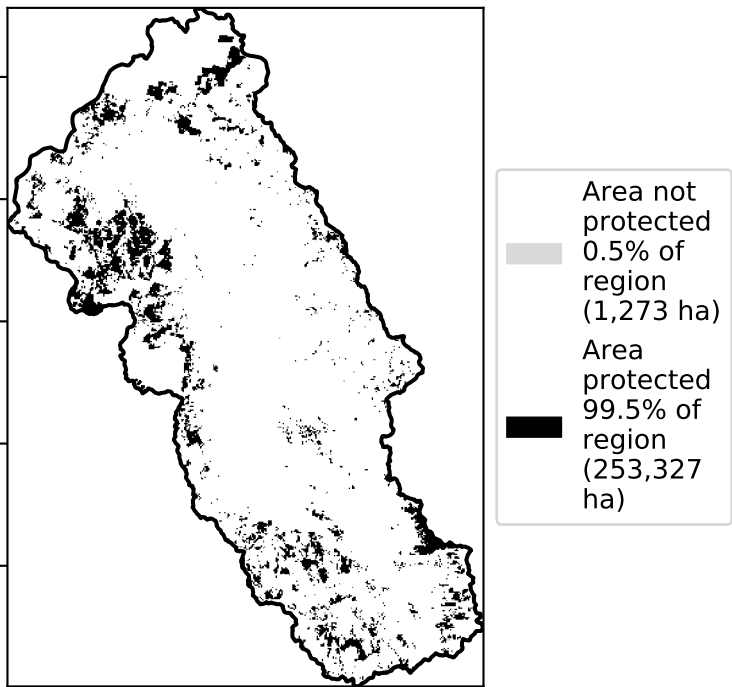 Area not
protected
0.5% of
region
(1,273 ha)
Area
protected
99.5% of
region
(253,327
ha)